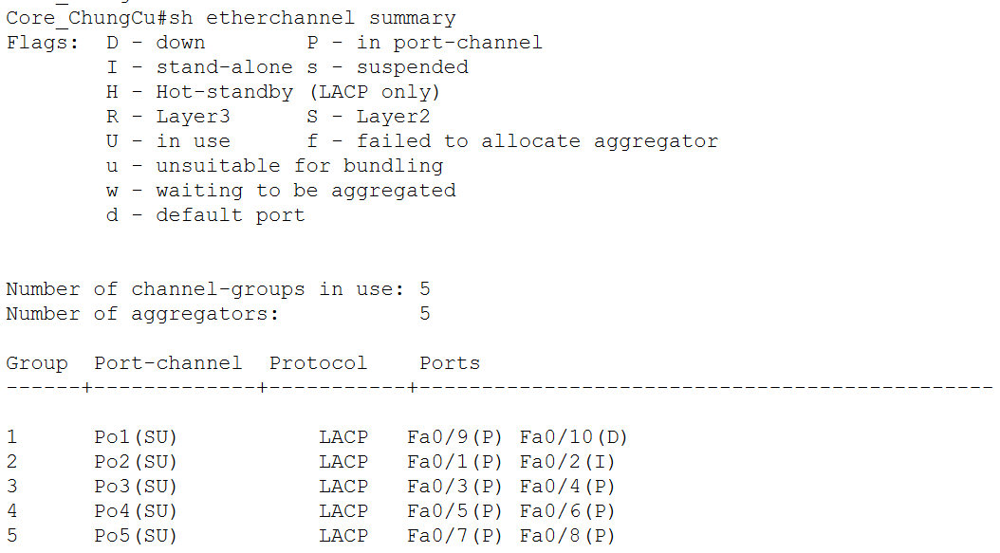 Core_ChungCu#sh etherchannel summary
Flags:  D - down        P - in port-channel
        I - stand-alone s - suspended
        H - Hot-standby (LACP only)
        R - Layer3      S - Layer2
        U - in use      f - failed to allocate aggregator
        u - unsuitable for bundling
        w - waiting to be aggregated
        d - default port
Number of channel-groups in use: 5
Number of aggregators:           5
Group  Port-channel  Protocol    Ports
------+-------------+-----------+----------------------------------------------
1      Po1(SU)           LACP   Fa0/9(P) Fa0/10(D)
2      Po2(SU)           LACP   Fa0/1(P) Fa0/2(I)
3      Po3(SU)           LACP   Fa0/3(P) Fa0/4(P)
4      Po4(SU)           LACP   Fa0/5(P) Fa0/6(P)
5      Po5(SU)           LACP   Fa0/7(P) Fa0/8(P)